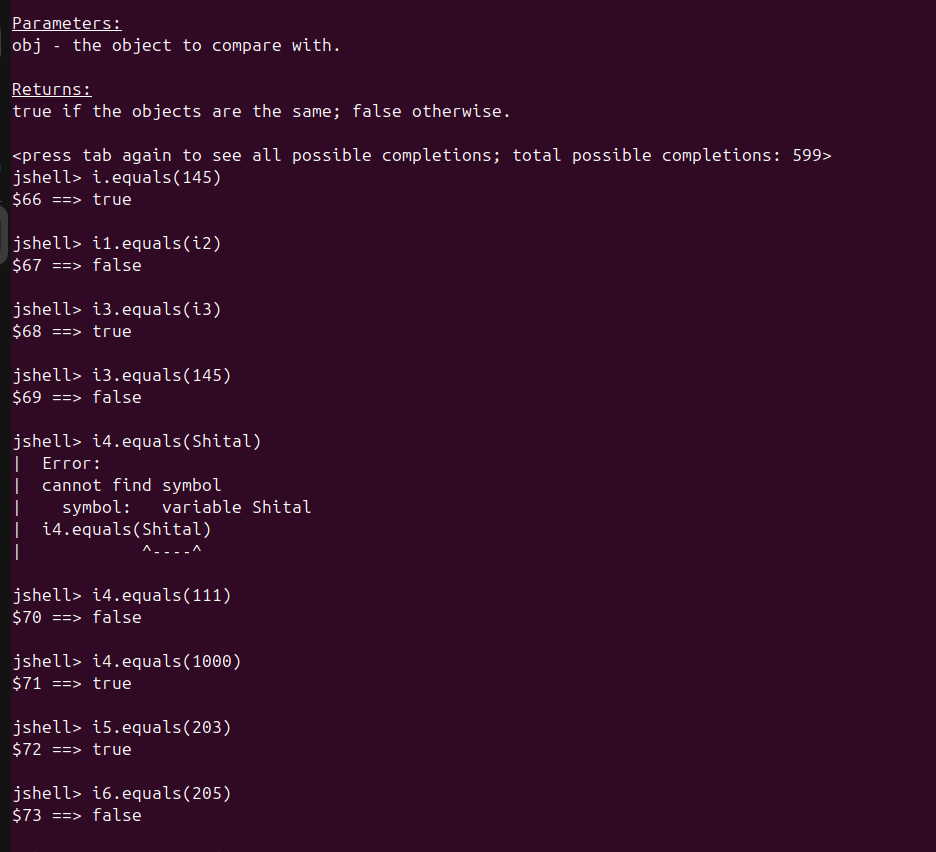 Parameters:
obj - the object to compare with.
Returns:
true if the objects are the same; false otherwise.
<press tab again to see all possible completions; total possible completions: 599>
jshell> i.equals(145)
$66 ==> true
jshell> i1.equals(i2)
$67 ==> false
jshell> i3.equals(i3)
$68 ==> true
jshell> i3.equals(145)
$69 ==> false
jshell> i4.equals(Shital)
|  Error:
|  cannot find symbol
|    symbol:   variable Shital
|  i4.equals(Shital)
|            ^----^
jshell> i4.equals(111)
$70 ==> false
jshell> i4.equals(1000)
$71 ==> true
jshell> i5.equals(203)
$72 ==> true
jshell> i6.equals(205)
$73 ==> false